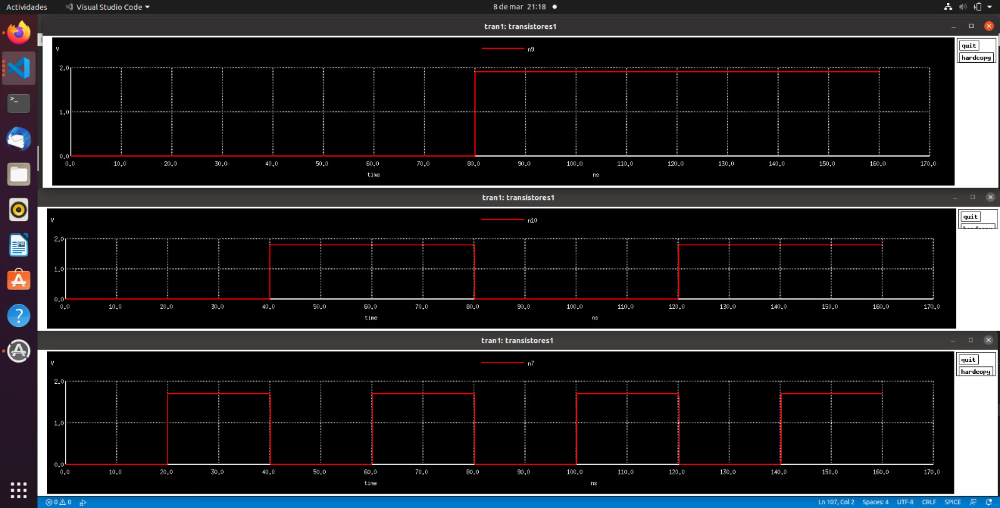 Actividades
Visual Studio Code
8 de mar 21:18
tran1: transistores1
V
n9
quit
hardcopy
2.0
1.0
0.0
0.0 10.0 20.0 30.0 40.0 50.0 60.0 70.0 80.0 90.0 100.0 110.0 120.0 130.0 140.0 150.0 160.0 170.0
time ns
tran1: transistores1
V
n10
quit
hardcopy
2.0
1.0
0.0
0.0 10.0 20.0 30.0 40.0 50.0 60.0 70.0 80.0 90.0 100.0 110.0 120.0 130.0 140.0 150.0 160.0 170.0
time ns
tran1: transistores1
V
n7
quit
hardcopy
2.0
1.0
0.0
0.0 10.0 20.0 30.0 40.0 50.0 60.0 70.0 80.0 90.0 100.0 110.0 120.0 130.0 140.0 150.0 160.0 170.0
time ns
0 0
Ln 107, Col 2 Spaces: 4 UTF-8 CRLF SPICE